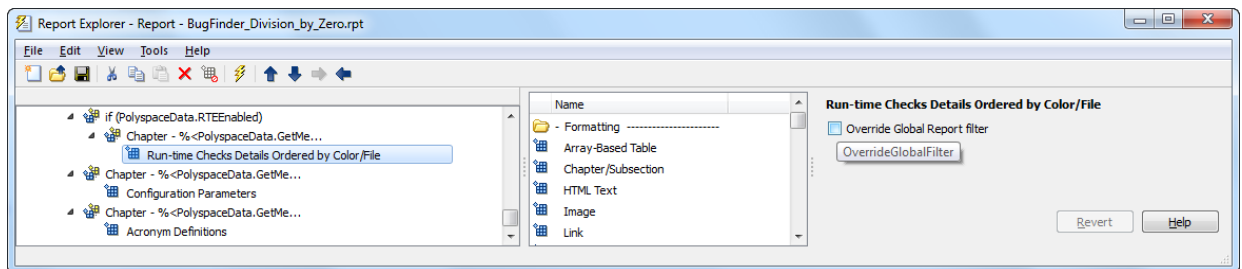 Report Explorer - Report - BugFinder_Division_by_Zero.rpt
File Edit View Tools Help
if (PolyspaceData.RTEEnabled)
Chapter - %<PolyspaceData.GetMe...
Run-time Checks Details Ordered by Color/File
Chapter - %<PolyspaceData.GetMe...
Configuration Parameters
Chapter - %<PolyspaceData.GetMe...
Acronym Definitions
Name
- Formatting ----------------------
Array-Based Table
Chapter/Subsection
HTML Text
Image
Link
Run-time Checks Details Ordered by Color/File
Override Global Report filter
OverrideGlobalFilter
Revert Help